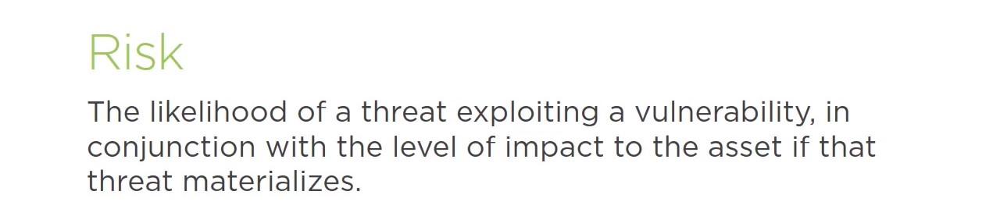 Risk
The likelihood of a threat exploiting a vulnerability, in
conjunction with the level of impact to the asset if that
threat materializes.